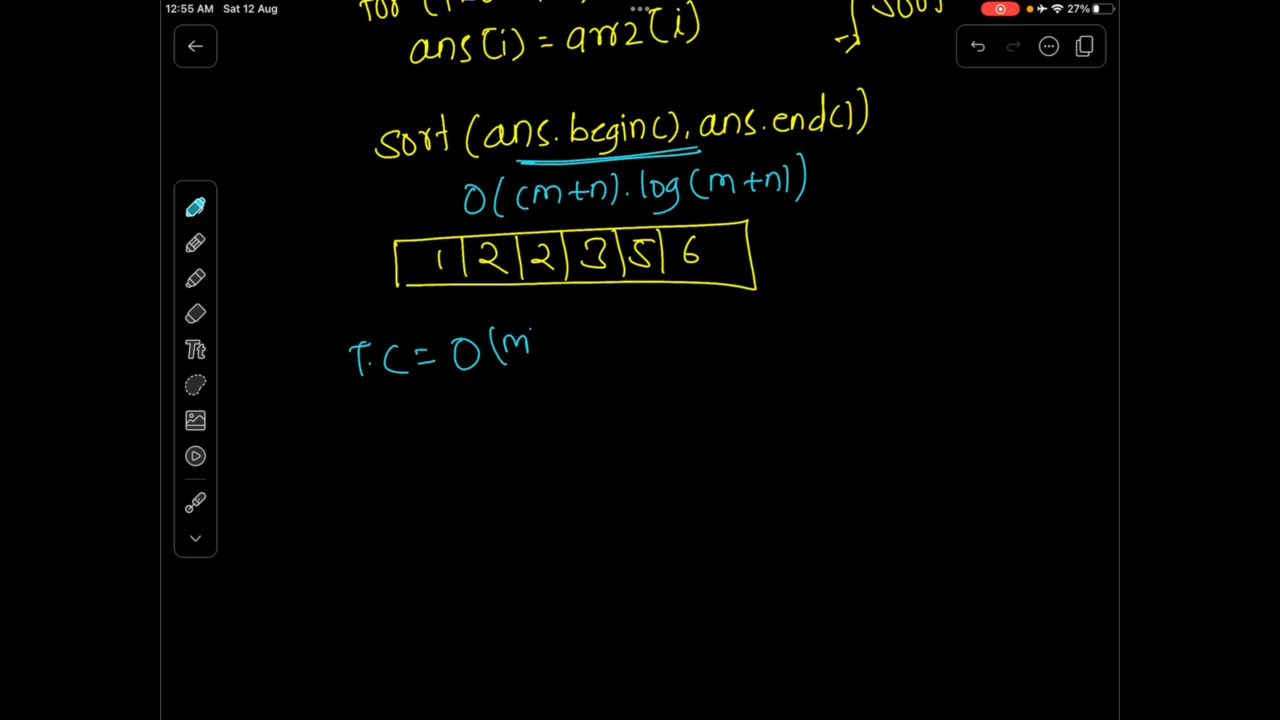 12:55 AM Sat 12 Aug
27%
for (
ans(i) = arr2(i)
sort (ans.begin(), ans.end())
O((m+n).log(m+n))
1 2 2 3 5 6
T.C = O(m
Tt